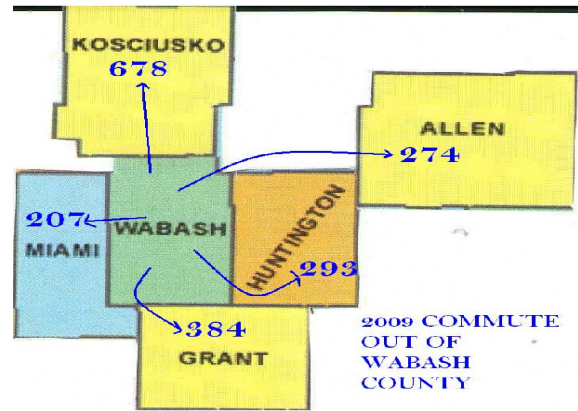 KOSCIUSKO
678
ALLEN
274
207
MIAMI
WABASH
HUNTINGTON
293
384
GRANT
2009 COMMUTE
OUT OF
WABASH
COUNTY